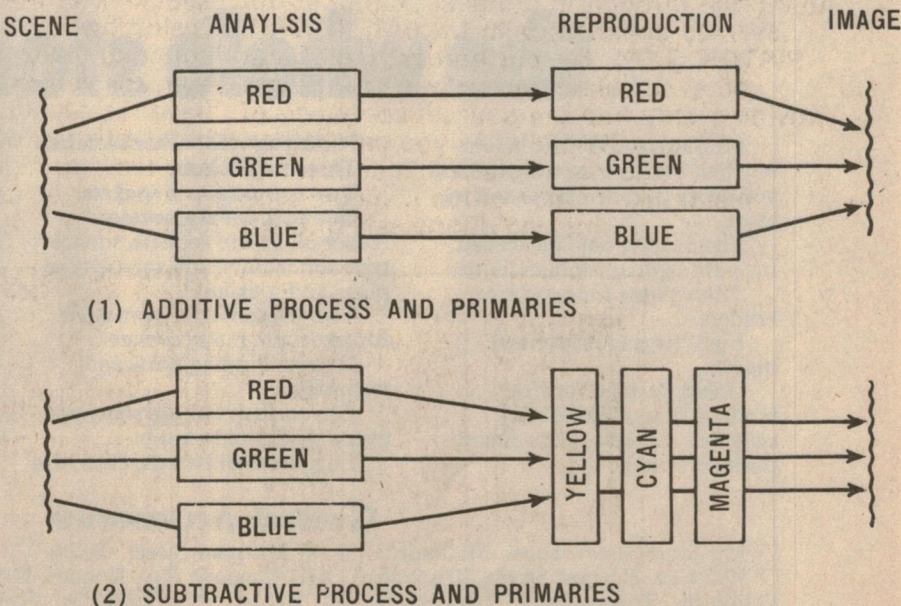 SCENE ANAYLSIS REPRODUCTION IMAGE
RED RED
GREEN GREEN
BLUE BLUE
(1) ADDITIVE PROCESS AND PRIMARIES
RED
GREEN
BLUE
YELLOW
CYAN
MAGENTA
(2) SUBTRACTIVE PROCESS AND PRIMARIES